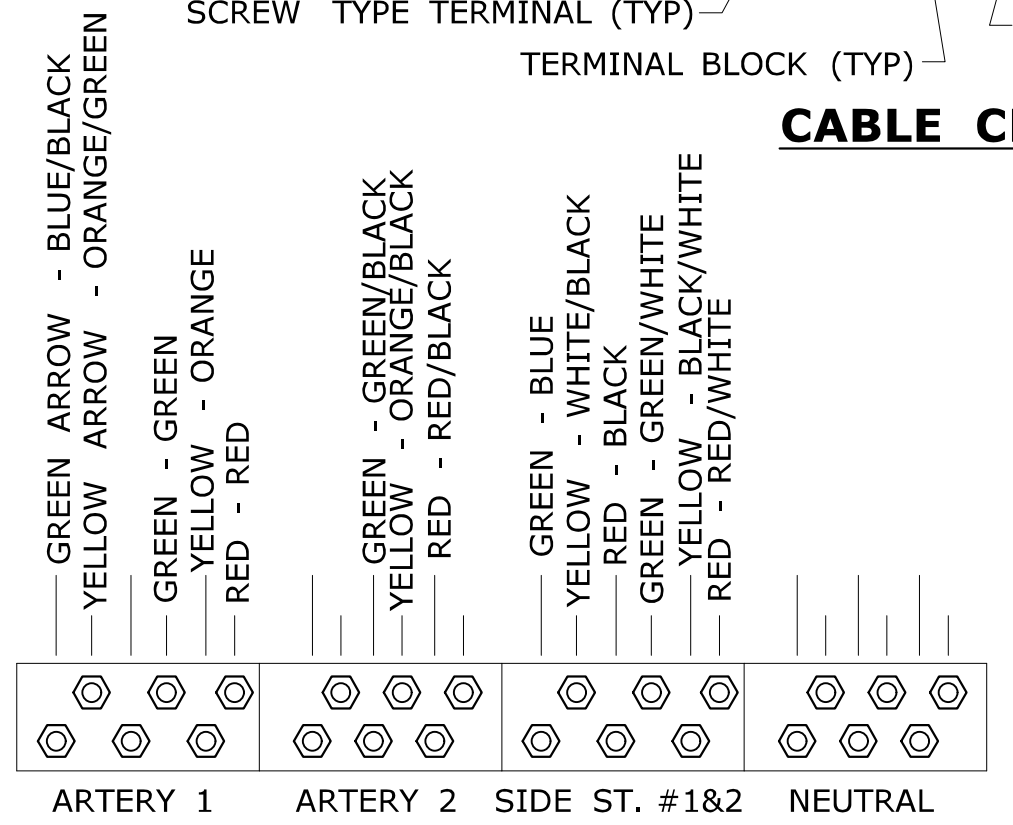 SCREW TYPE TERMINAL (TYP)
TERMINAL BLOCK (TYP)
CABLE
GREEN ARROW - BLUE/BLACK
YELLOW ARROW - ORANGE/GREEN
GREEN - GREEN
YELLOW - ORANGE
RED - RED
GREEN - GREEN/BLACK
YELLOW - ORANGE/BLACK
RED - RED/BLACK
GREEN - BLUE
YELLOW - WHITE/BLACK
RED - BLACK
GREEN - GREEN/WHITE
YELLOW - BLACK/WHITE
RED - RED/WHITE
ARTERY 1
ARTERY 2
SIDE ST. #1&2
NEUTRAL